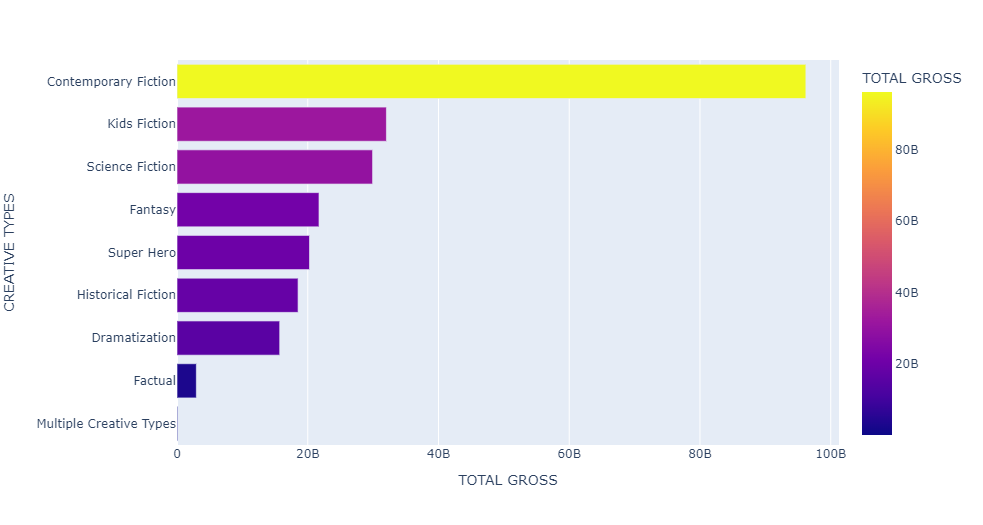 Contemporary Fiction
Kids Fiction
Science Fiction
Fantasy
Super Hero
Historical Fiction
Dramatization
Factual
Multiple Creative Types
CREATIVE TYPES
0 20B 40B 60B 80B 100B
TOTAL GROSS
TOTAL GROSS
80B
60B
40B
20B